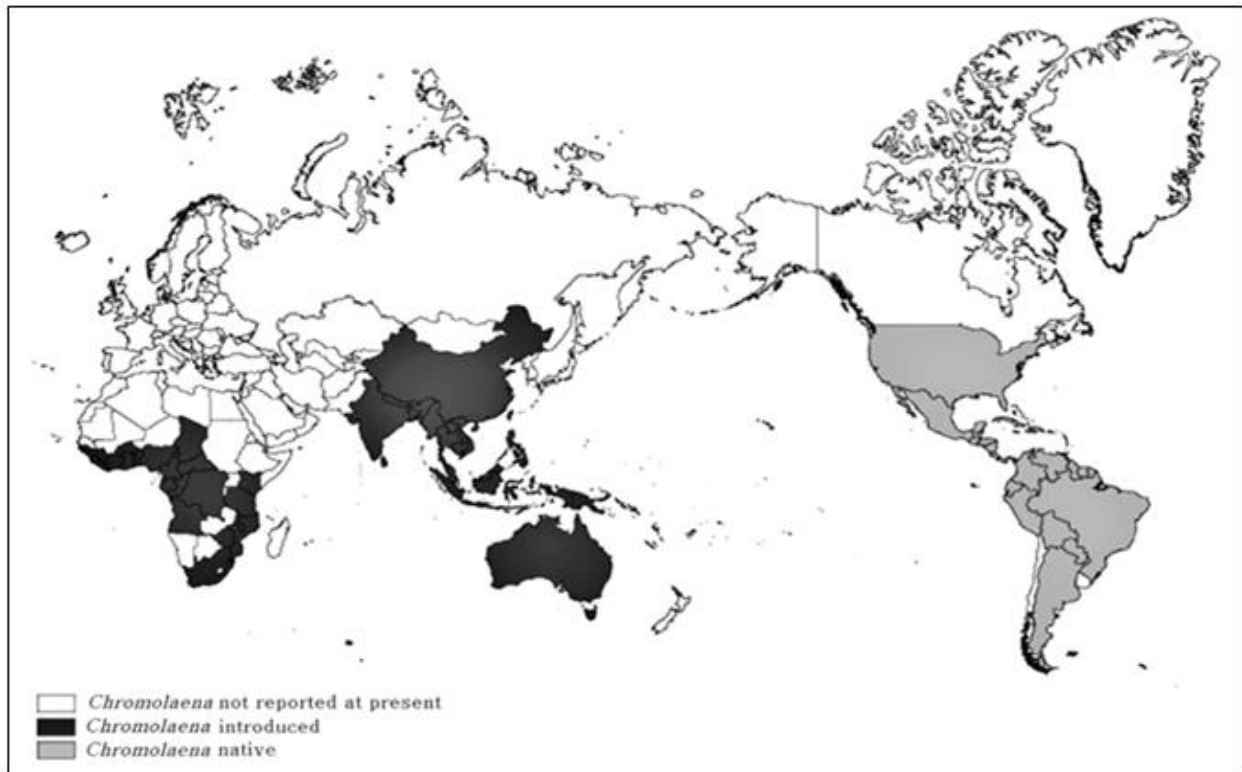 Chromolaena not reported at present
Chromolaena introduced
Chromolaena native